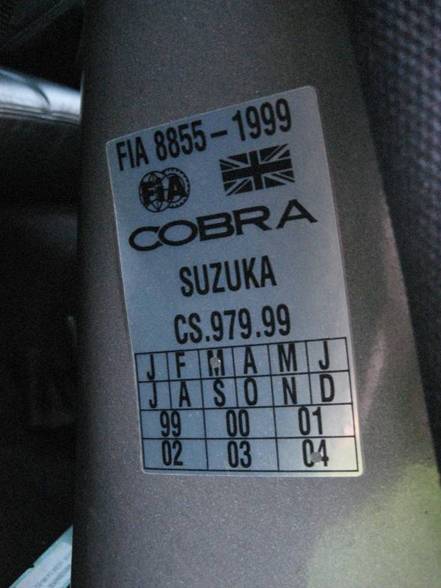 FIA 8855-1999
FIA
COBRA
SUZUKA
CS.979.99
J F M A M J
J A S O N D
99 00 01
02 03 04